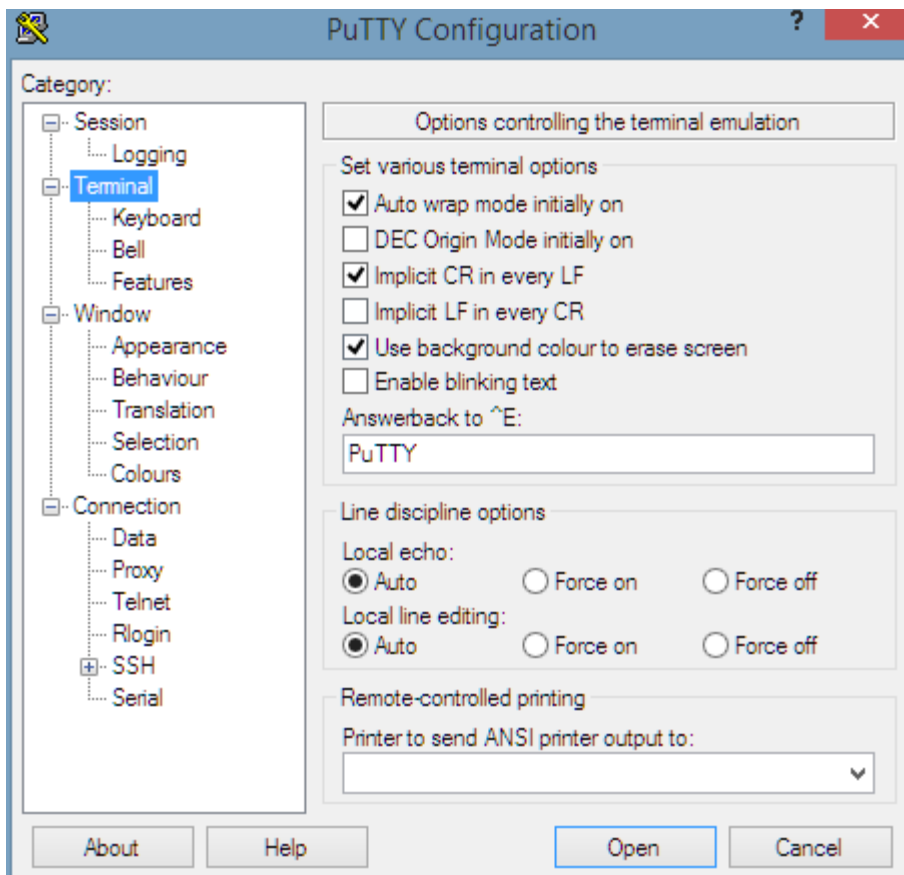 PuTTY Configuration
?
Category:
Session
Logging
Terminal
Keyboard
Bell
Features
Window
Appearance
Behaviour
Translation
Selection
Colours
Connection
Data
Proxy
Telnet
Rlogin
SSH
Serial
Options controlling the terminal emulation
Set various terminal options
Auto wrap mode initially on
DEC Origin Mode initially on
Implicit CR in every LF
Implicit LF in every CR
Use background colour to erase screen
Enable blinking text
Answerback to ^E:
PuTTY
Line discipline options
Local echo:
Auto Force on Force off
Local line editing:
Auto Force on Force off
Remote-controlled printing
Printer to send ANSI printer output to:
About Help Open Cancel